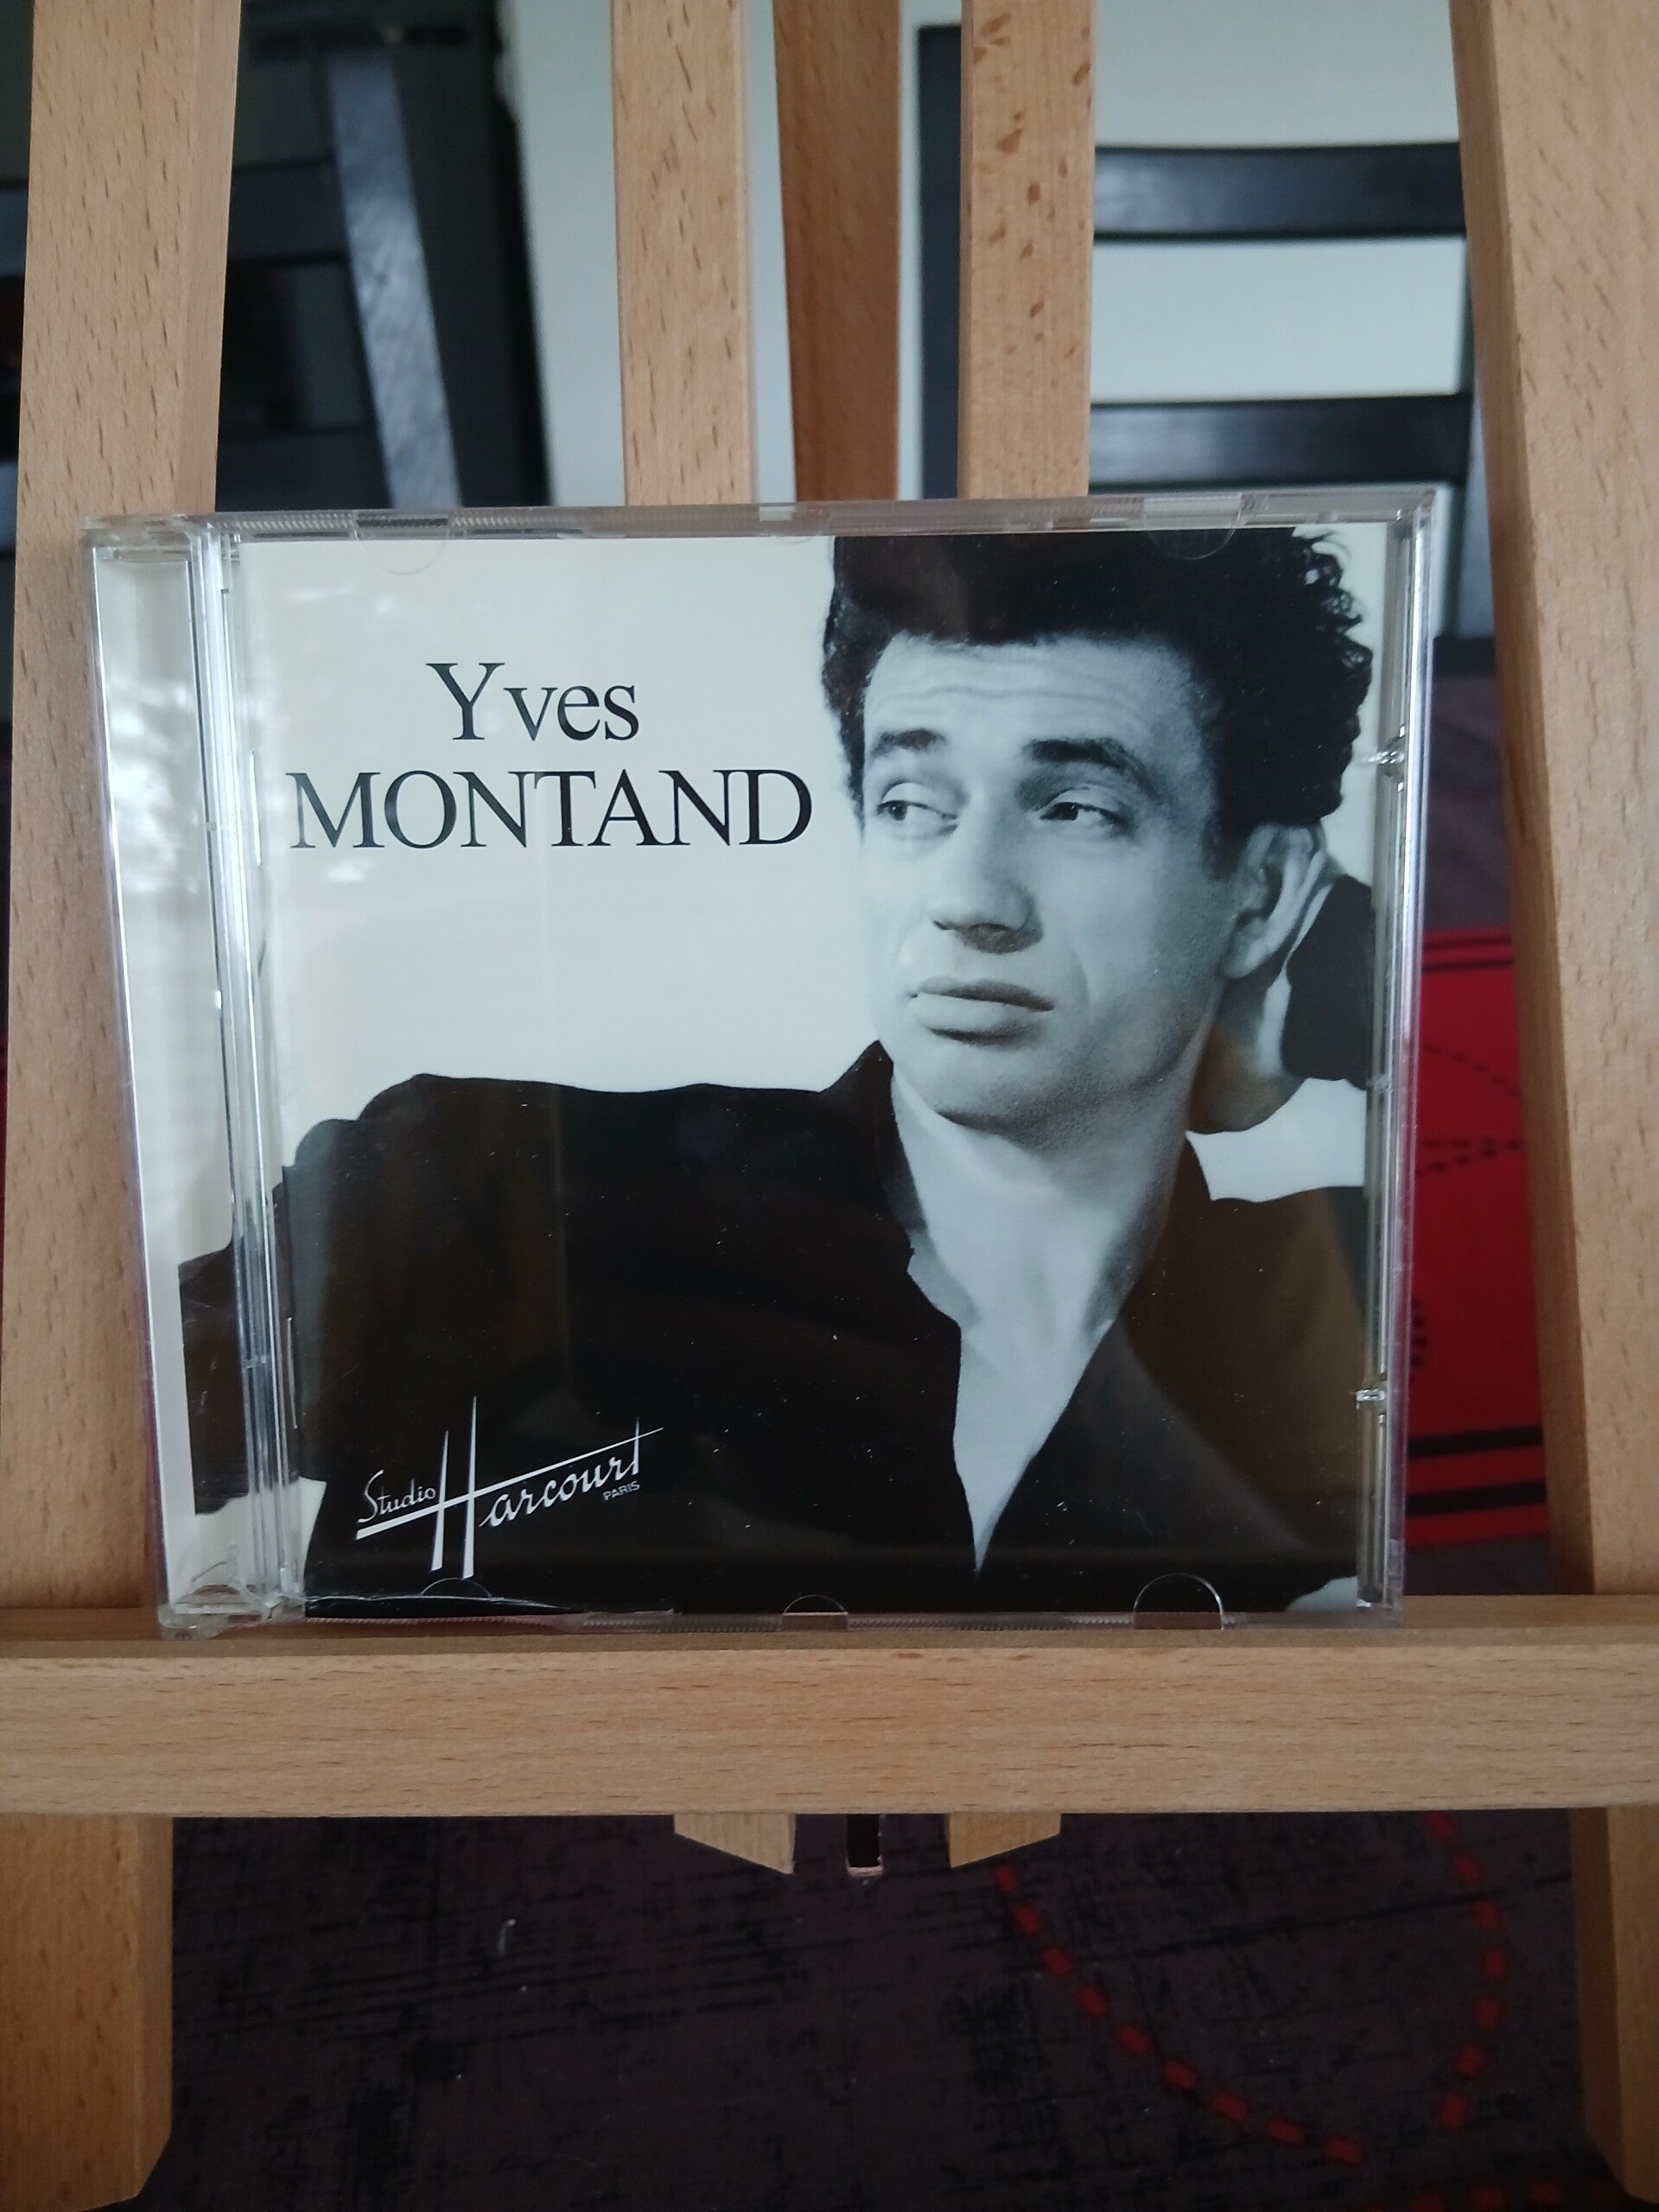 Yves
MONTAND
Studio Harcourt
PARIS